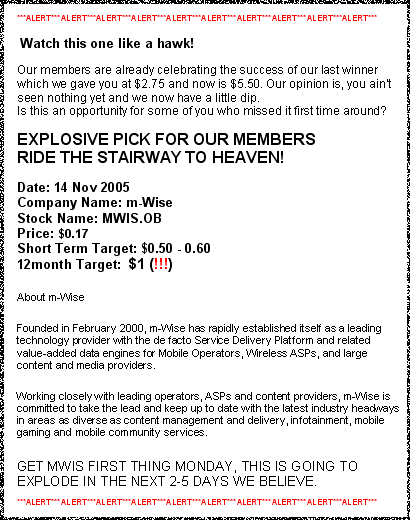 ***ALERT***ALERT***ALERT***ALERT***ALERT***ALERT***ALERT***ALERT***ALERT***ALERT***
Watch this one like a hawk!
Our members are already celebrating the success of our last winner
which we gave you at $2.75 and now is $5.50. Our opinion is, you ain't
seen nothing yet and we now have a little dip.
Is this an opportunity for some of you who missed it first time around?
EXPLOSIVE PICK FOR OUR MEMBERS
RIDE THE STAIRWAY TO HEAVEN!
Date: 14 Nov 2005
Company Name: m-Wise
Stock Name: MWIS.OB
Price: $0.17
Short Term Target: $0.50 - 0.60
12month Target: $1 (!!!)
About m-Wise
Founded in February 2000, m-Wise has rapidly established itself as a leading
technology provider with the de facto Service Delivery Platform and related
value-added data engines for Mobile Operators, Wireless ASPs, and large
content and media providers.
Working closely with leading operators, ASPs and content providers, m-Wise is
committed to take the lead and keep up to date with the latest industry headways
in areas as diverse as content management and delivery, infotainment, mobile
gaming and mobile community services.
GET MWIS FIRST THING MONDAY, THIS IS GOING TO
EXPLODE IN THE NEXT 2-5 DAYS WE BELIEVE.
***ALERT***ALERT***ALERT***ALERT***ALERT***ALERT***ALERT***ALERT***ALERT***ALERT***